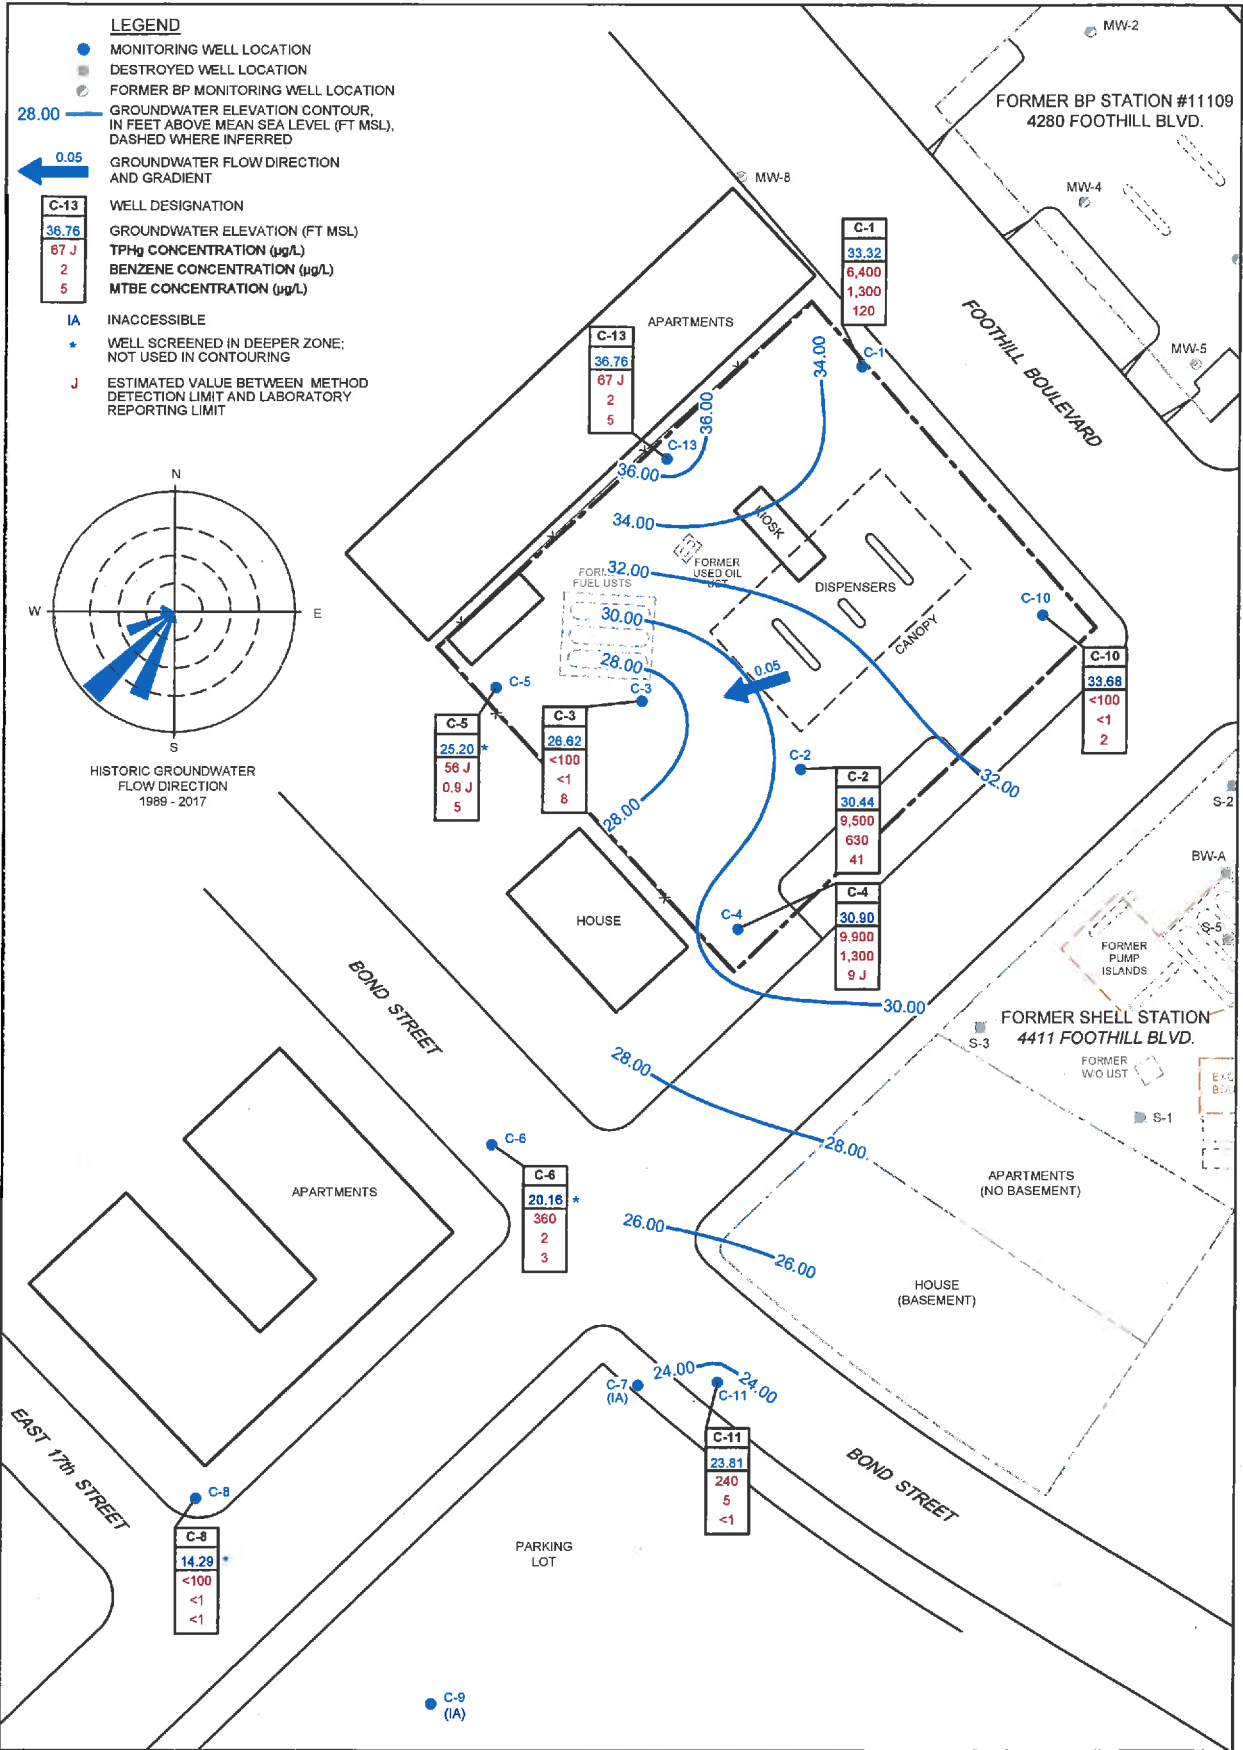 LEGEND
MONITORING WELL LOCATION
DESTROYED WELL LOCATION
FORMER BP MONITORING WELL LOCATION
28.00
GROUNDWATER ELEVATION CONTOUR,
IN FEET ABOVE MEAN SEA LEVEL (FT MSL),
DASHED WHERE INFERRED
0.05
GROUNDWATER FLOW DIRECTION
AND GRADIENT
C-13 WELL DESIGNATION
36.76 GROUNDWATER ELEVATION (FT MSL)
67 J TPHg CONCENTRATION (µg/L)
2 BENZENE CONCENTRATION (µg/L)
5 MTBE CONCENTRATION (µg/L)
IA INACCESSIBLE
* WELL SCREENED IN DEEPER ZONE;
NOT USED IN CONTOURING
J ESTIMATED VALUE BETWEEN METHOD
DETECTION LIMIT AND LABORATORY
REPORTING LIMIT
N
W
E
S
HISTORIC GROUNDWATER
FLOW DIRECTION
1989 - 2017
MW-2
FORMER BP STATION #11109
4280 FOOTHILL BLVD.
MW-8
MW-4
MW-5
FOOTHILL BOULEVARD
C-1
33.32
6,400
1,300
120
C-1
APARTMENTS
C-13
36.76
67 J
2
5
C-13
36.00
36.00
34.00
34.00
KIOSK
FORMER
USED OIL
32.00
FUEL USTS
30.00
28.00
DISPENSERS
CANOPY
0.05
C-10
C-10
33.68
<100
<1
2
C-5
C-5
25.20 *
56 J
0.9 J
5
C-3
C-3
26.62
<100
<1
8
28.00
C-2
C-2
30.44
9,500
630
41
32.00
C-4
C-4
30.90
9,900
1,300
9 J
HOUSE
30.00
S-2
BW-A
S-5
FORMER
PUMP
ISLANDS
FORMER SHELL STATION
4411 FOOTHILL BLVD.
S-3
FORMER
W/O UST
S-1
BOND STREET
28.00
28.00
APARTMENTS
(NO BASEMENT)
C-6
C-6
20.16 *
360
2
3
APARTMENTS
26.00
26.00
HOUSE
(BASEMENT)
C-7
(IA)
24.00
24.00
C-11
C-11
23.81
240
5
<1
BOND STREET
EAST 17th STREET
C-8
C-8
14.29 *
<100
<1
<1
PARKING
LOT
C-9
(IA)